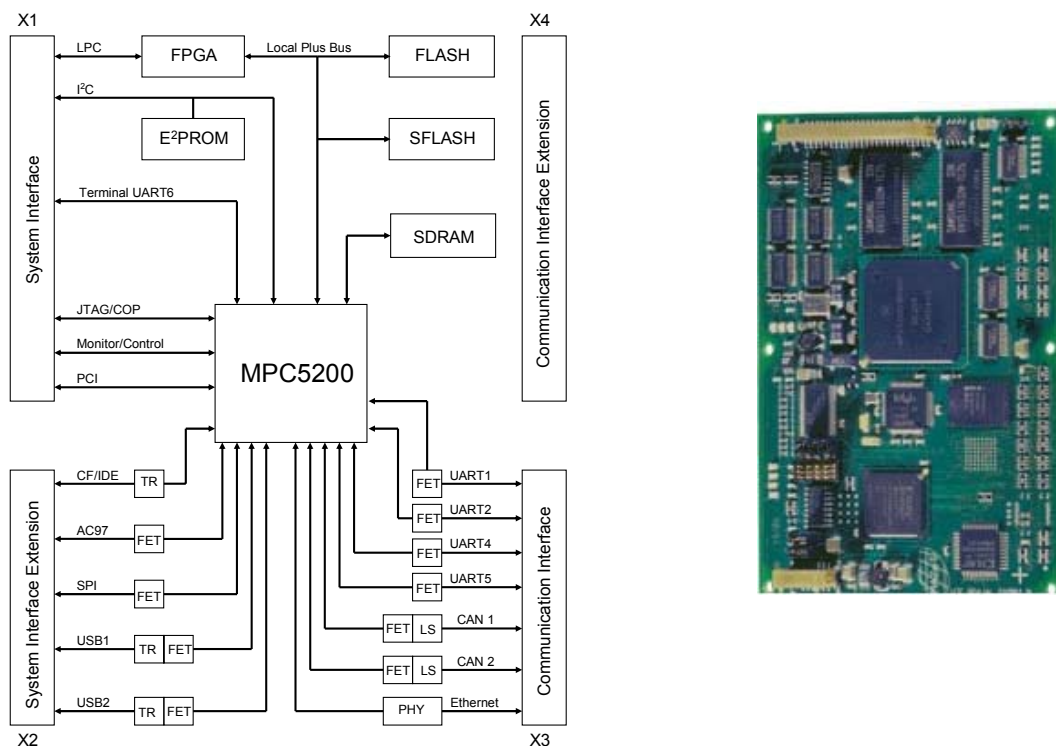 X1
X4
System Interface
LPC
FPGA
Local Plus Bus
FLASH
I²C
E²PROM
SFLASH
Terminal UART6
SDRAM
JTAG/COP
Monitor/Control
PCI
MPC5200
Communication Interface Extension
System Interface Extension
CF/IDE
TR
AC97
FET
SPI
FET
USB1
TR
FET
USB2
TR
FET
FET
UART1
FET
UART2
FET
UART4
FET
UART5
FET
LS
CAN 1
FET
LS
CAN 2
PHY
Ethernet
Communication Interface
X2
X3